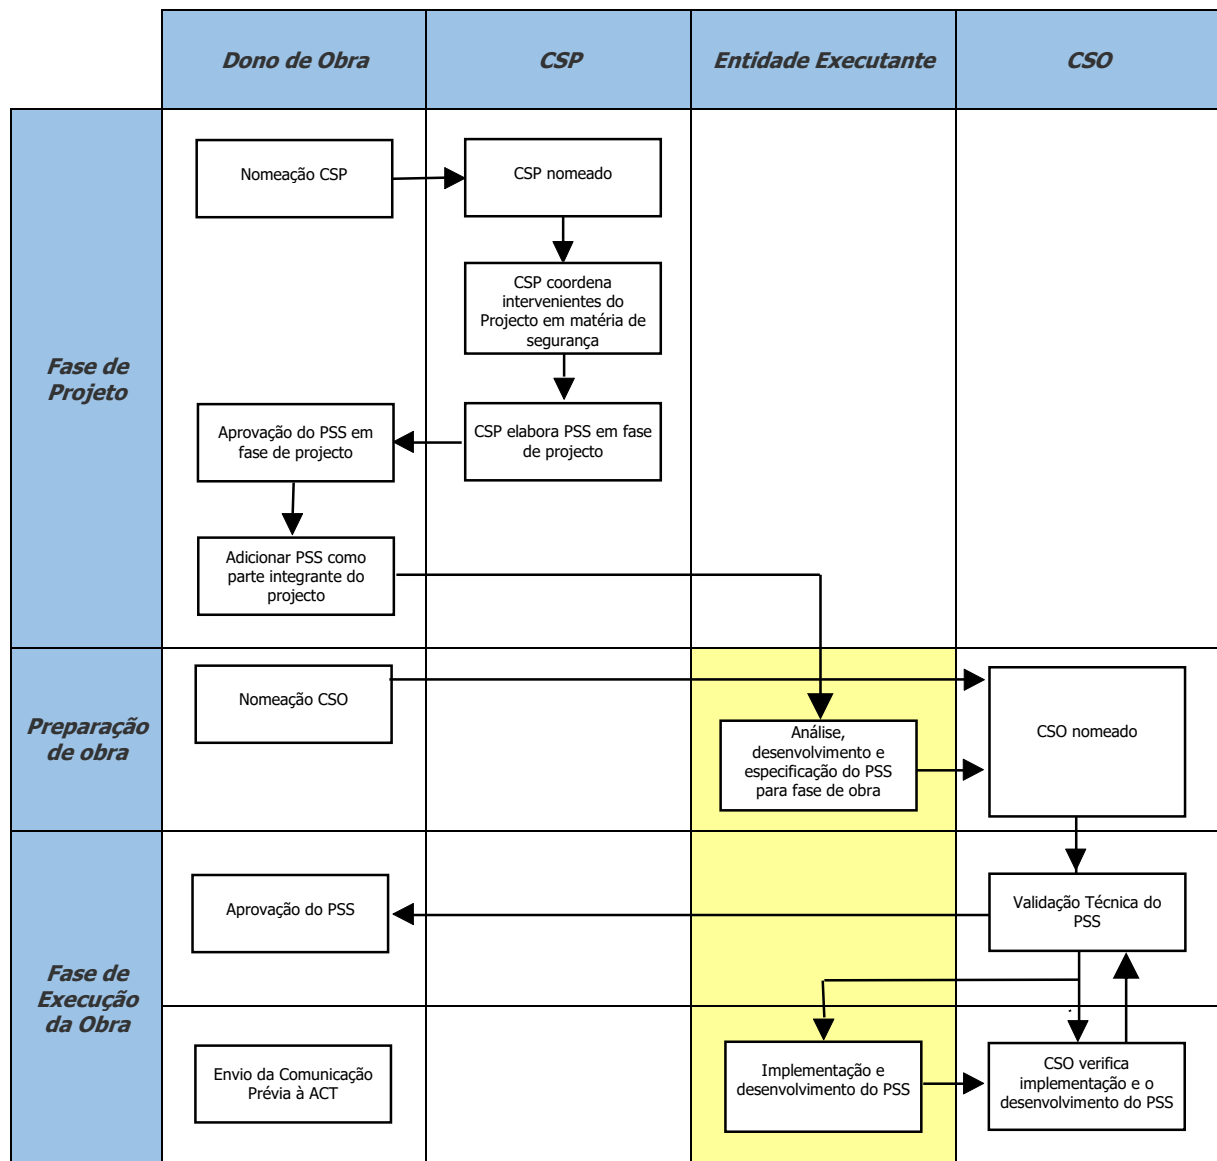 Dono de Obra
CSP
Entidade Executante
CSO
Fase de
Projeto
Nomeação CSP
CSP nomeado
CSP coordena
intervenientes do
Projecto em matéria de
segurança
Aprovação do PSS em
fase de projecto
CSP elabora PSS em fase
de projecto
Adicionar PSS como
parte integrante do
projecto
Preparação
de obra
Nomeação CSO
Análise,
desenvolvimento e
especificação do PSS
para fase de obra
CSO nomeado
Fase de
Execução
da Obra
Aprovação do PSS
Validação Técnica do
PSS
Envio da Comunicação
Prévia à ACT
Implementação e
desenvolvimento do PSS
CSO verifica
implementação e o
desenvolvimento do PSS